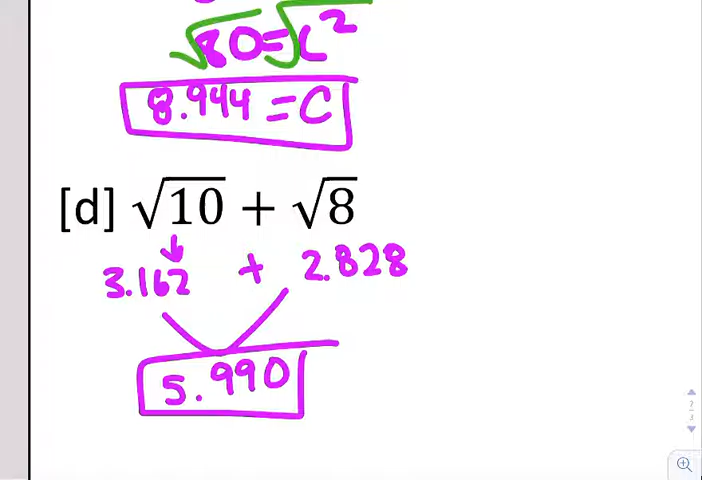 √80=√c²
8.944 = C
[d] √10 + √8
3.162 + 2.828
5.990